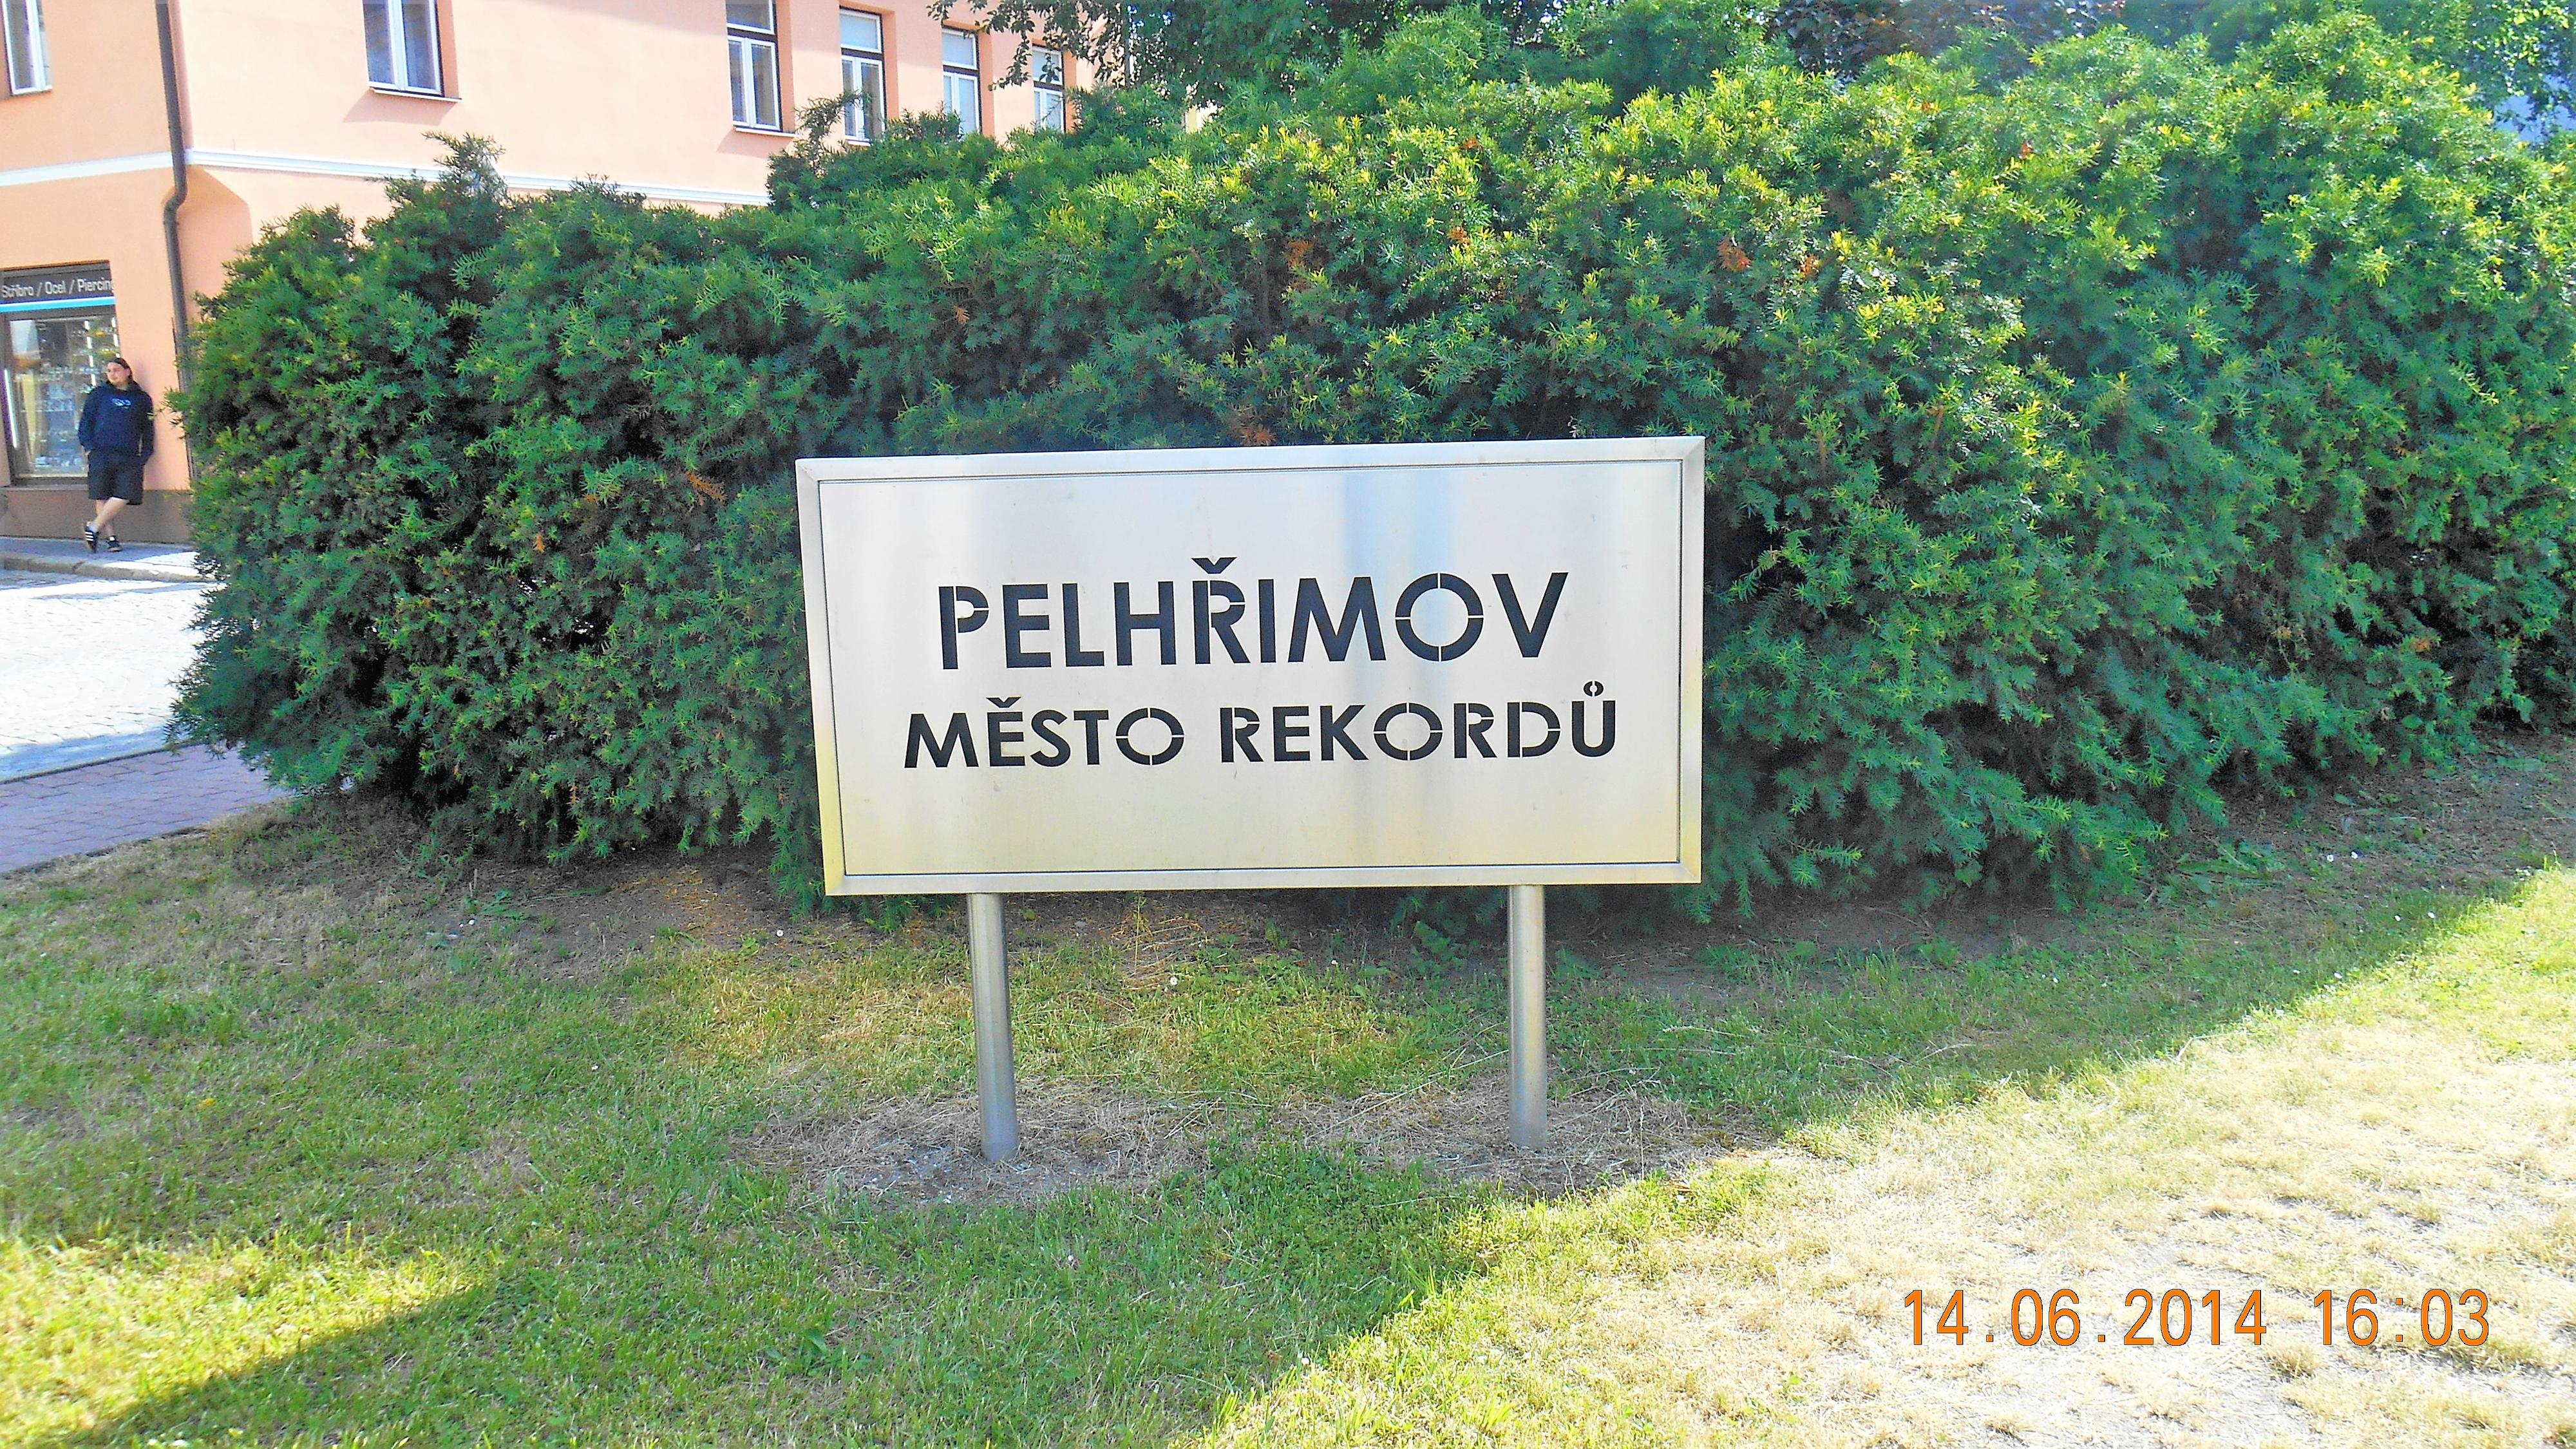 Stříbro / Ocel / Piercing
PELHŘIMOV
MĚSTO REKORDŮ
14.06.2014 16:03